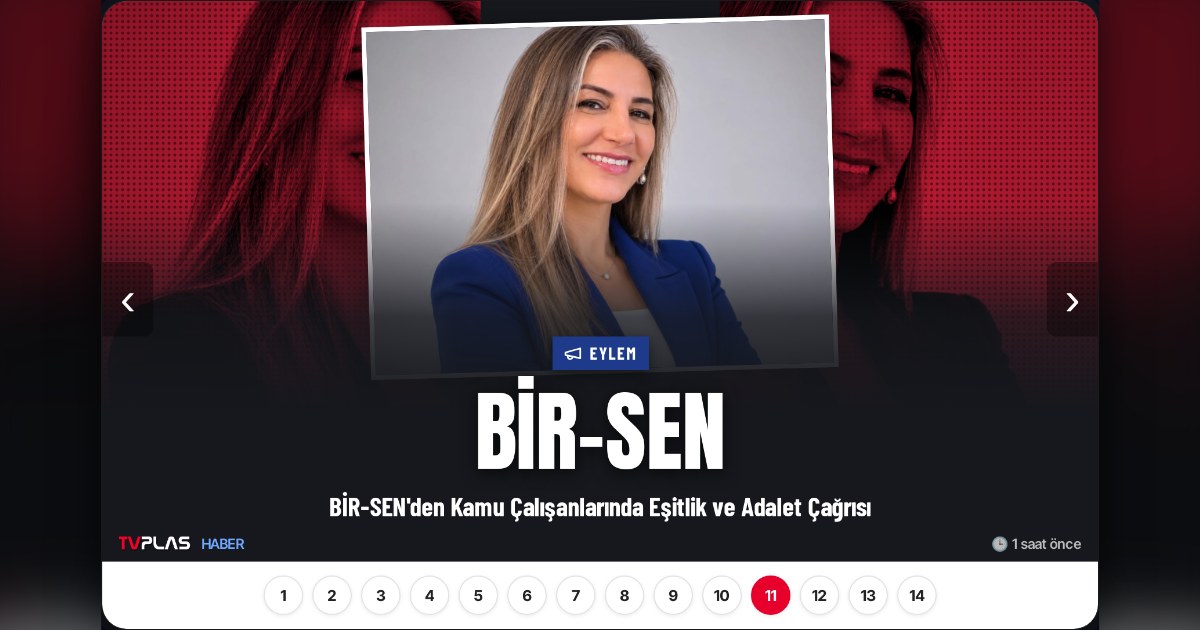 EYLEM
BİR-SEN
BİR-SEN'den Kamu Çalışanlarında Eşitlik ve Adalet Çağrısı
TVPLAS HABER
1 saat önce
1 2 3 4 5 6 7 8 9 10 11 12 13 14